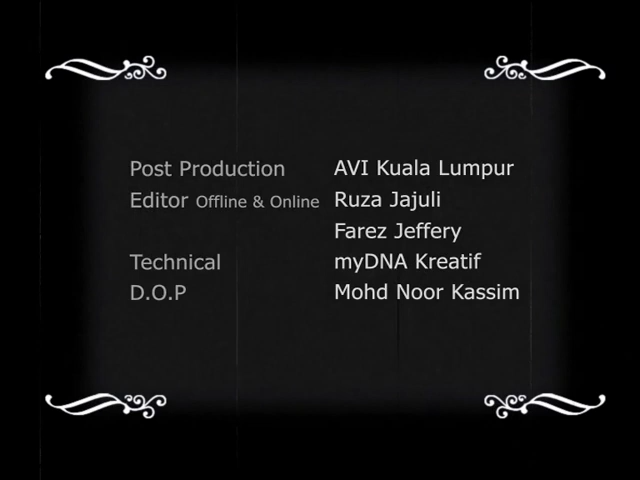 Post Production AVI Kuala Lumpur
Editor Offline & Online Ruza Jajuli
Farez Jeffery
Technical myDNA Kreatif
D.O.P Mohd Noor Kassim